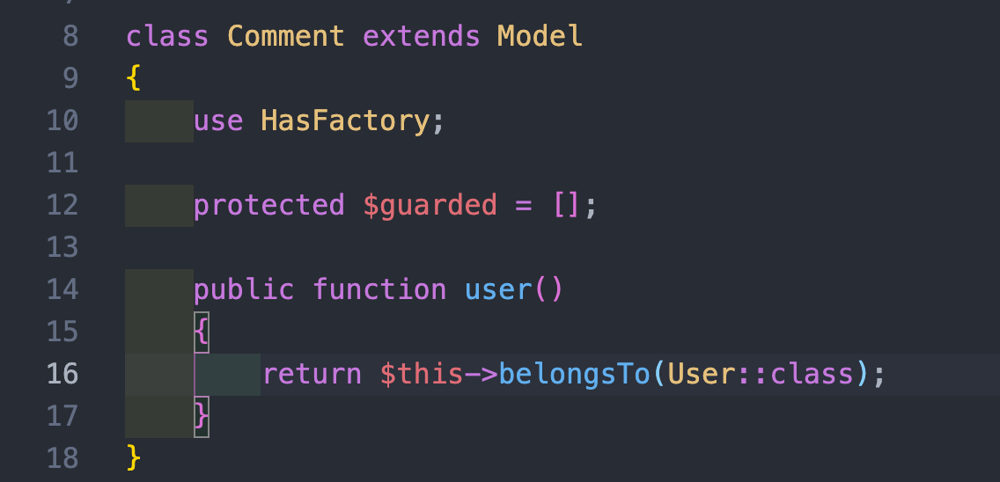 8 class Comment extends Model
9 {
10 use HasFactory;
11
12 protected $guarded = [];
13
14 public function user()
15 {
16 return $this->belongsTo(User::class);
17 }
18 }